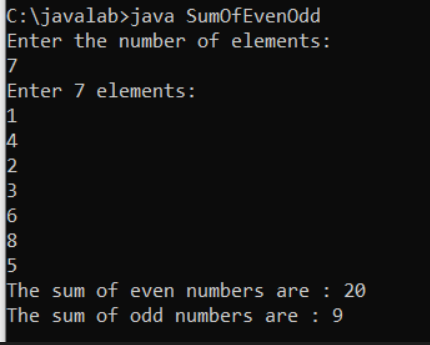 C:\javalab>java SumOfEvenOdd
Enter the number of elements:
7
Enter 7 elements:
1
4
2
3
6
8
5
The sum of even numbers are : 20
The sum of odd numbers are : 9